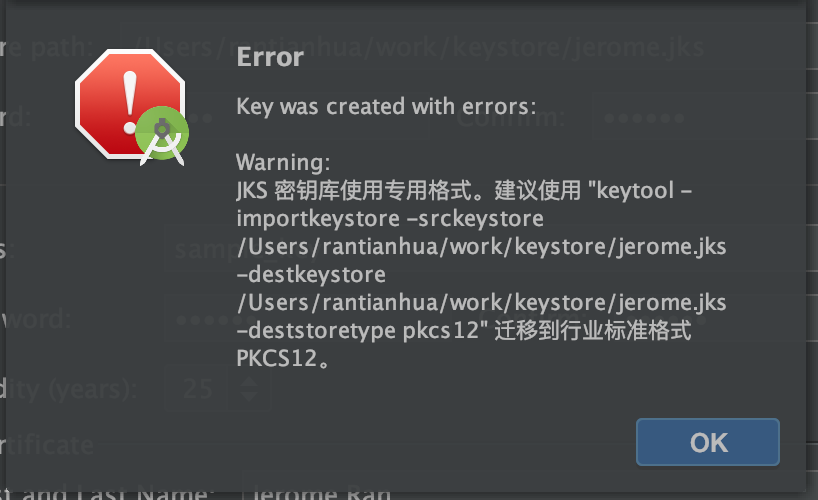 re path: /Users/rantianhua/work/keystore/jerome.jks
Error
Key was created with errors:
Confirm:
Warning:
JKS 密钥库使用专用格式。建议使用 "keytool -
importkeystore -srckeystore
/Users/rantianhua/work/keystore/jerome.jks
-destkeystore
/Users/rantianhua/work/keystore/jerome.jks
-deststoretype pkcs12" 迁移到行业标准格式
PKCS12。
word:
dity (years): 25
OK
rtificate
st and Last Name: Jerome Ran